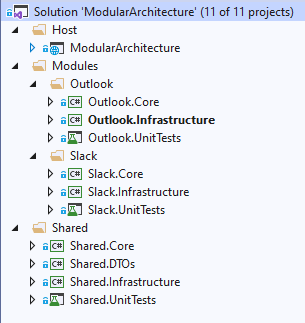 Solution 'ModularArchitecture' (11 of 11 projects)
Host
ModularArchitecture
Modules
Outlook
C# Outlook.Core
C# Outlook.Infrastructure
Outlook.UnitTests
Slack
C# Slack.Core
C# Slack.Infrastructure
Slack.UnitTests
Shared
C# Shared.Core
C# Shared.DTOs
C# Shared.Infrastructure
Shared.UnitTests